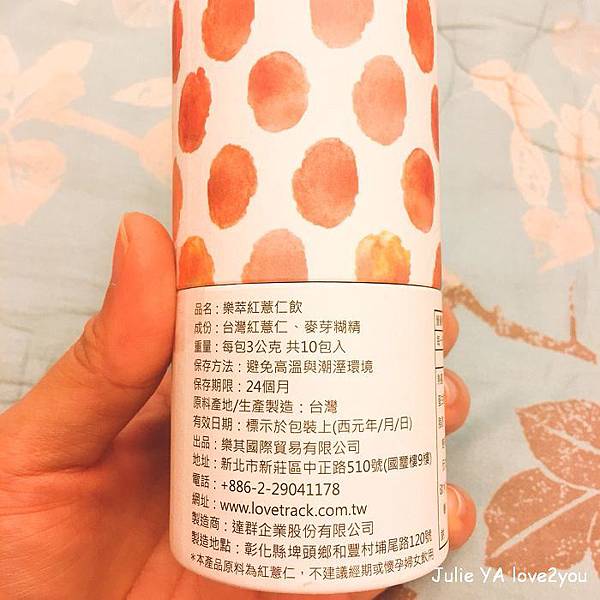 品名:樂萃紅薏仁飲
成份:台灣紅薏仁、麥芽糊精
重量:每包3公克 共10包入
保存方法:避免高溫與潮溼環境
保存期限:24個月
原料產地/生產製造:台灣
有效日期:標示於包裝上(西元年/月/日)
出品:樂其國際貿易有限公司
地址:新北市新莊區中正路510號(國璽樓9樓)
電話:+886-2-29041178
網址:www.lovetrack.com.tw
製造商:達群企業股份有限公司
製造地點:彰化縣埤頭鄉和豐村埔尾路120號
*本產品原料為紅薏仁,不建議經期或懷孕婦女飲用
Julie YA love2you